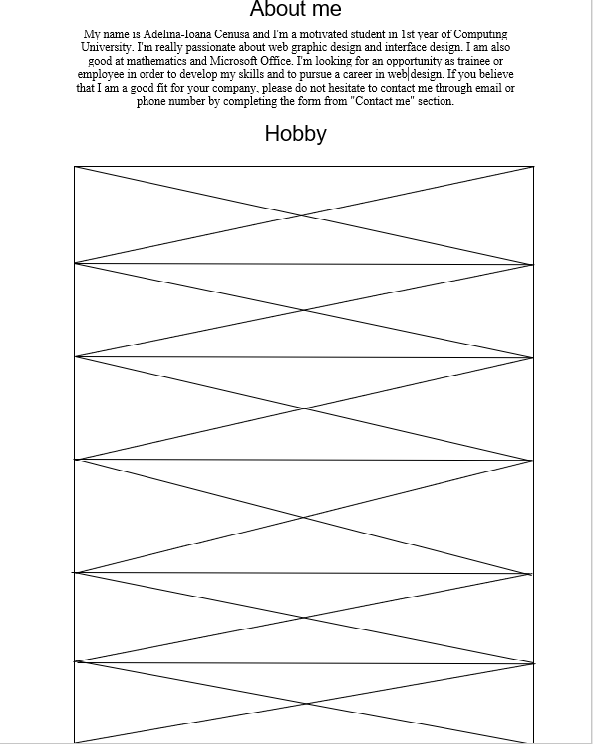 About me
My name is Adelina-Ioana Cenusa and I'm a motivated student in 1st year of Computing
University. I'm really passionate about web graphic design and interface design. I am also
good at mathematics and Microsoft Office. I'm looking for an opportunity as trainee or
employee in order to develop my skills and to pursue a career in web design. If you believe
that I am a good fit for your company, please do not hesitate to contact me through email or
phone number by completing the form from "Contact me" section.
Hobby